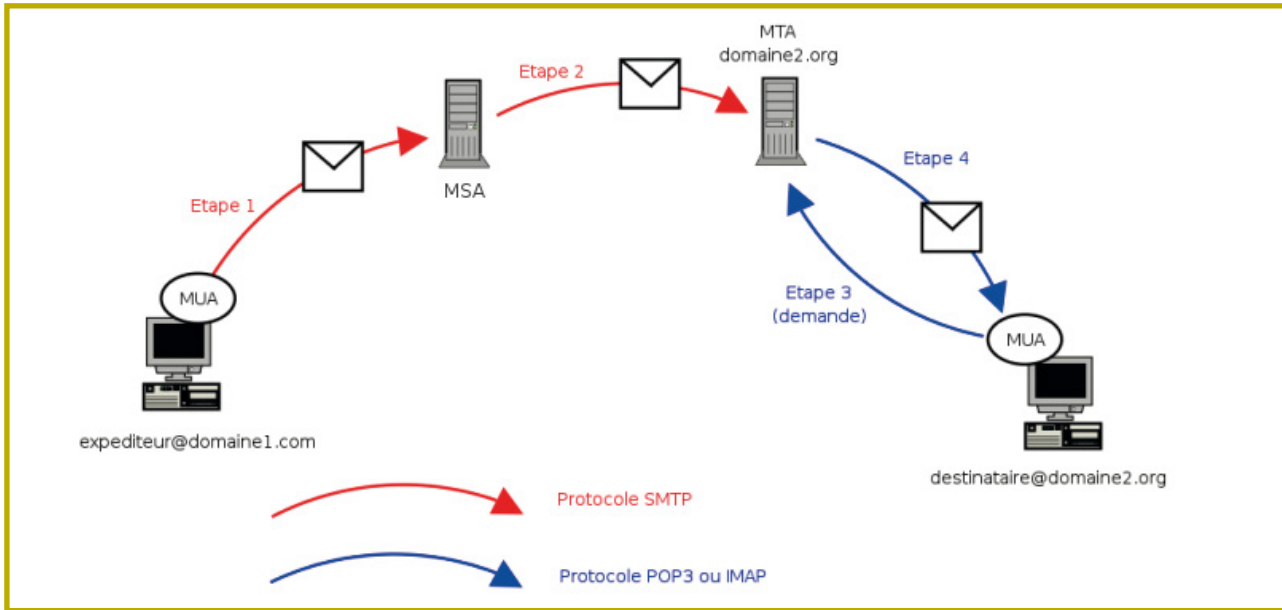 MTA
domaine2.org
Etape 2
Etape 1
MSA
Etape 4
Etape 3
(demande)
MUA
MUA
expediteur@domaine1.com
destinataire@domaine2.org
Protocole SMTP
Protocole POP3 ou IMAP